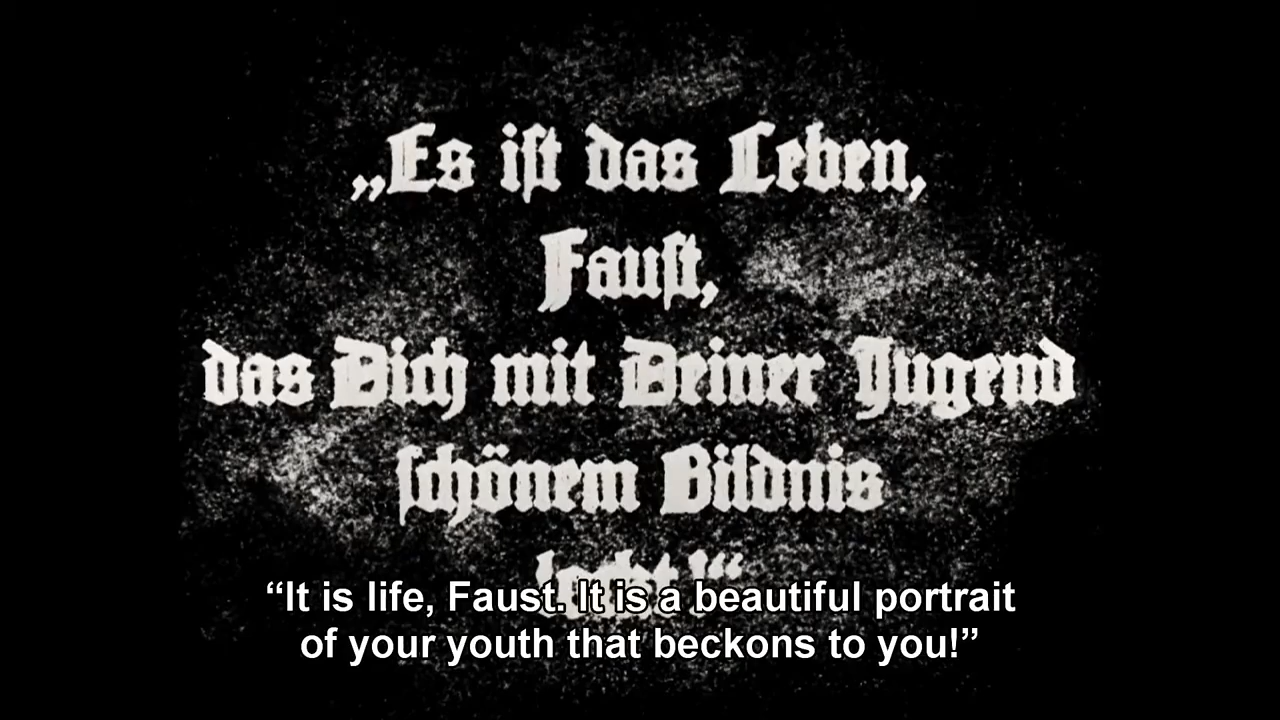 „Es iſt das Leben,
Fauſt,
das Dich mit Deiner Jugend
ſchönem Bildnis
lockt!“
“It is life, Faust. It is a beautiful portrait
of your youth that beckons to you!”